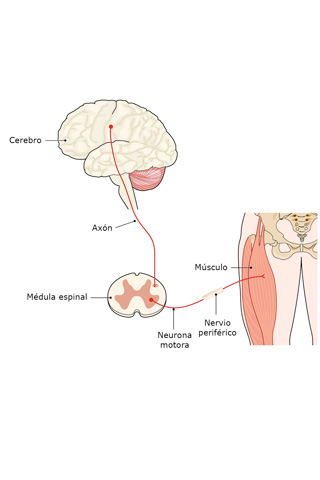 Cerebro
Axón
Músculo
Médula espinal
Nervio
periférico
Neurona
motora